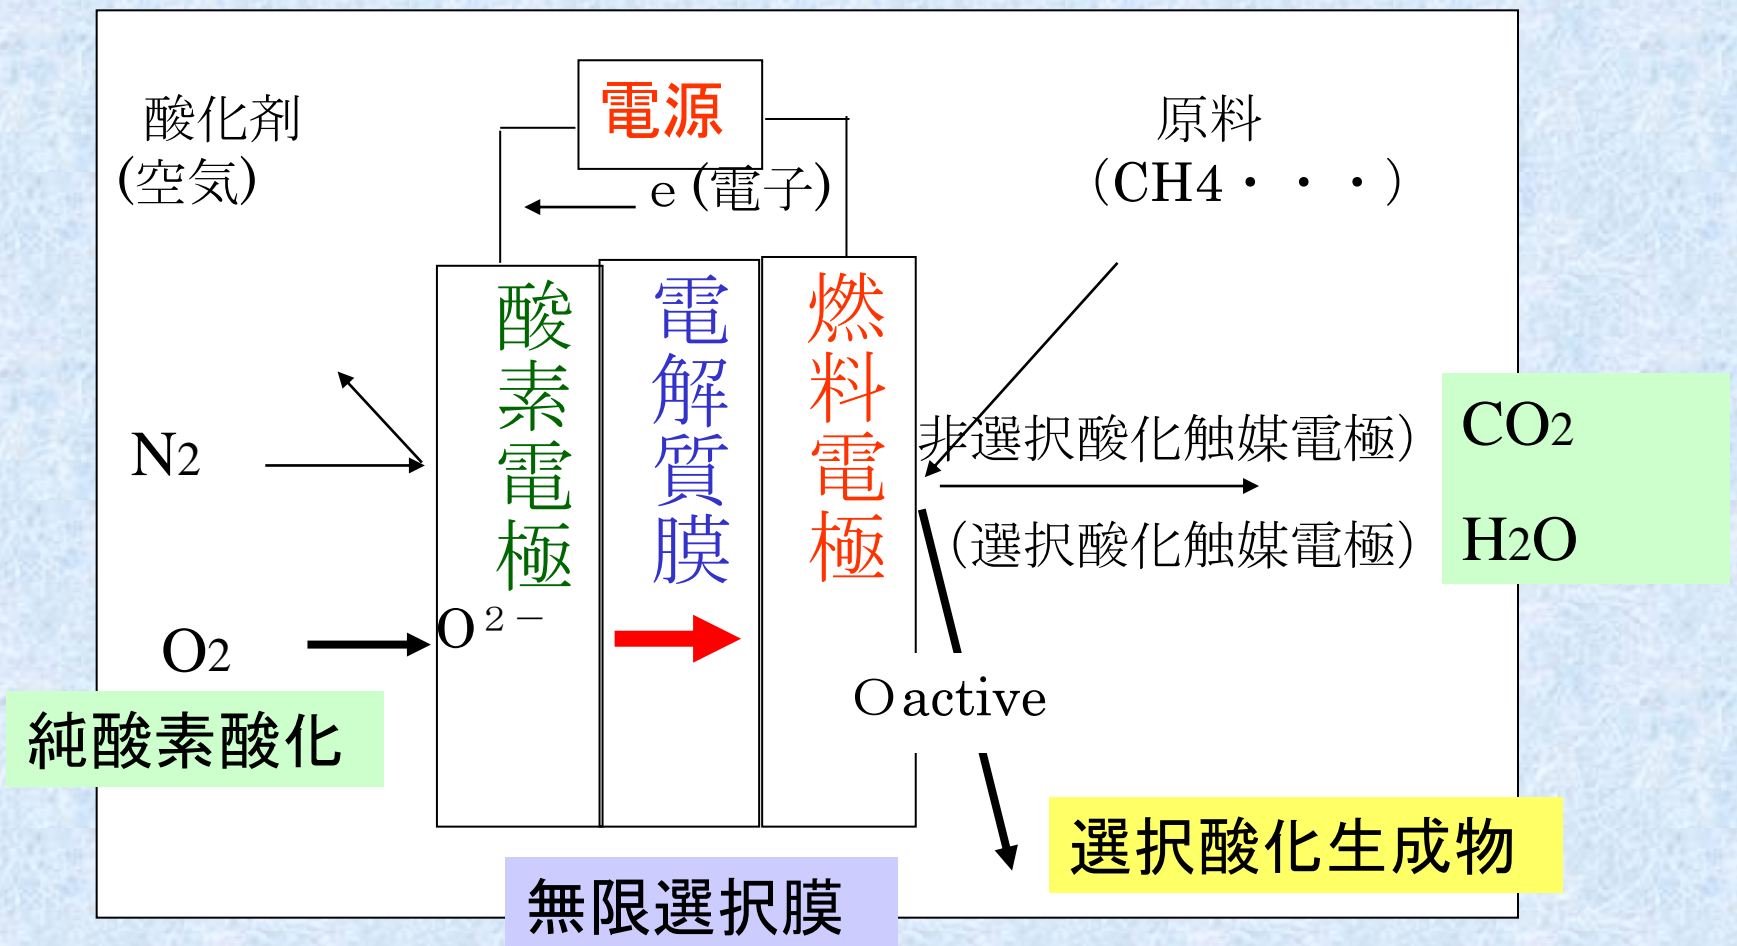 電源
酸化剤
(空気)
原料
（CH4・・・）
ｅ(電子)
酸素電極
電解質膜
燃料電極
非選択酸化触媒電極）
CO2
N2
（選択酸化触媒電極）
H2O
O2
O２－
Ｏactive
純酸素酸化
選択酸化生成物
無限選択膜